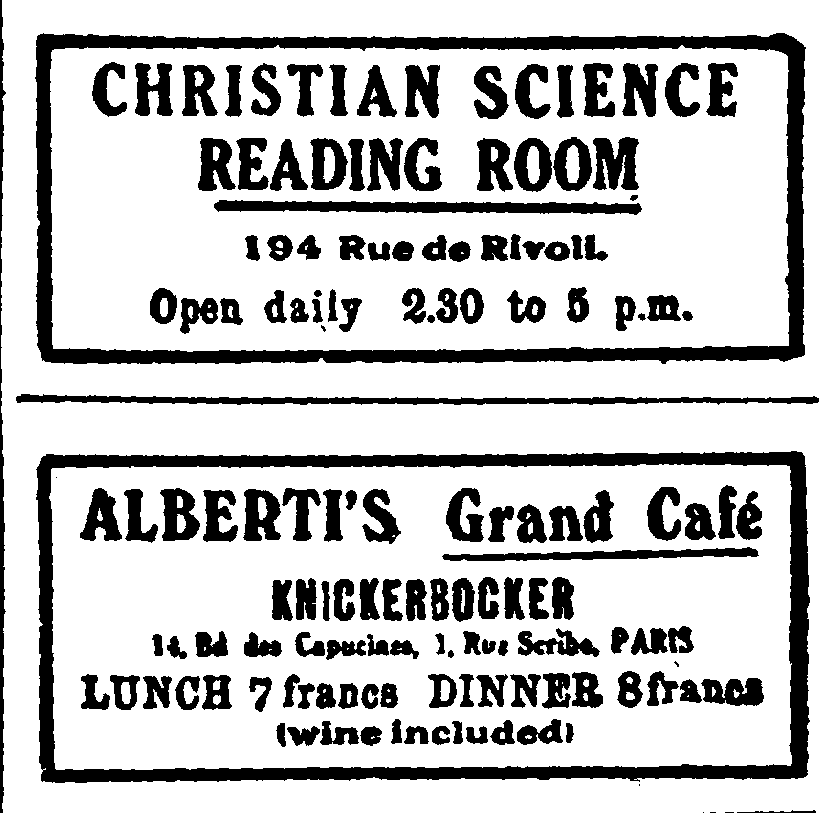 CHRISTIAN SCIENCE
READING ROOM
194 Rue de Rivoli.
Open daily 2.30 to 5 p.m.
ALBERTI'S Grand Café
KNICKERBOCKER
14, Bd des Capucines, 1, Rue Scribe, PARIS
LUNCH 7 francs DINNER 8 francs
(wine included)